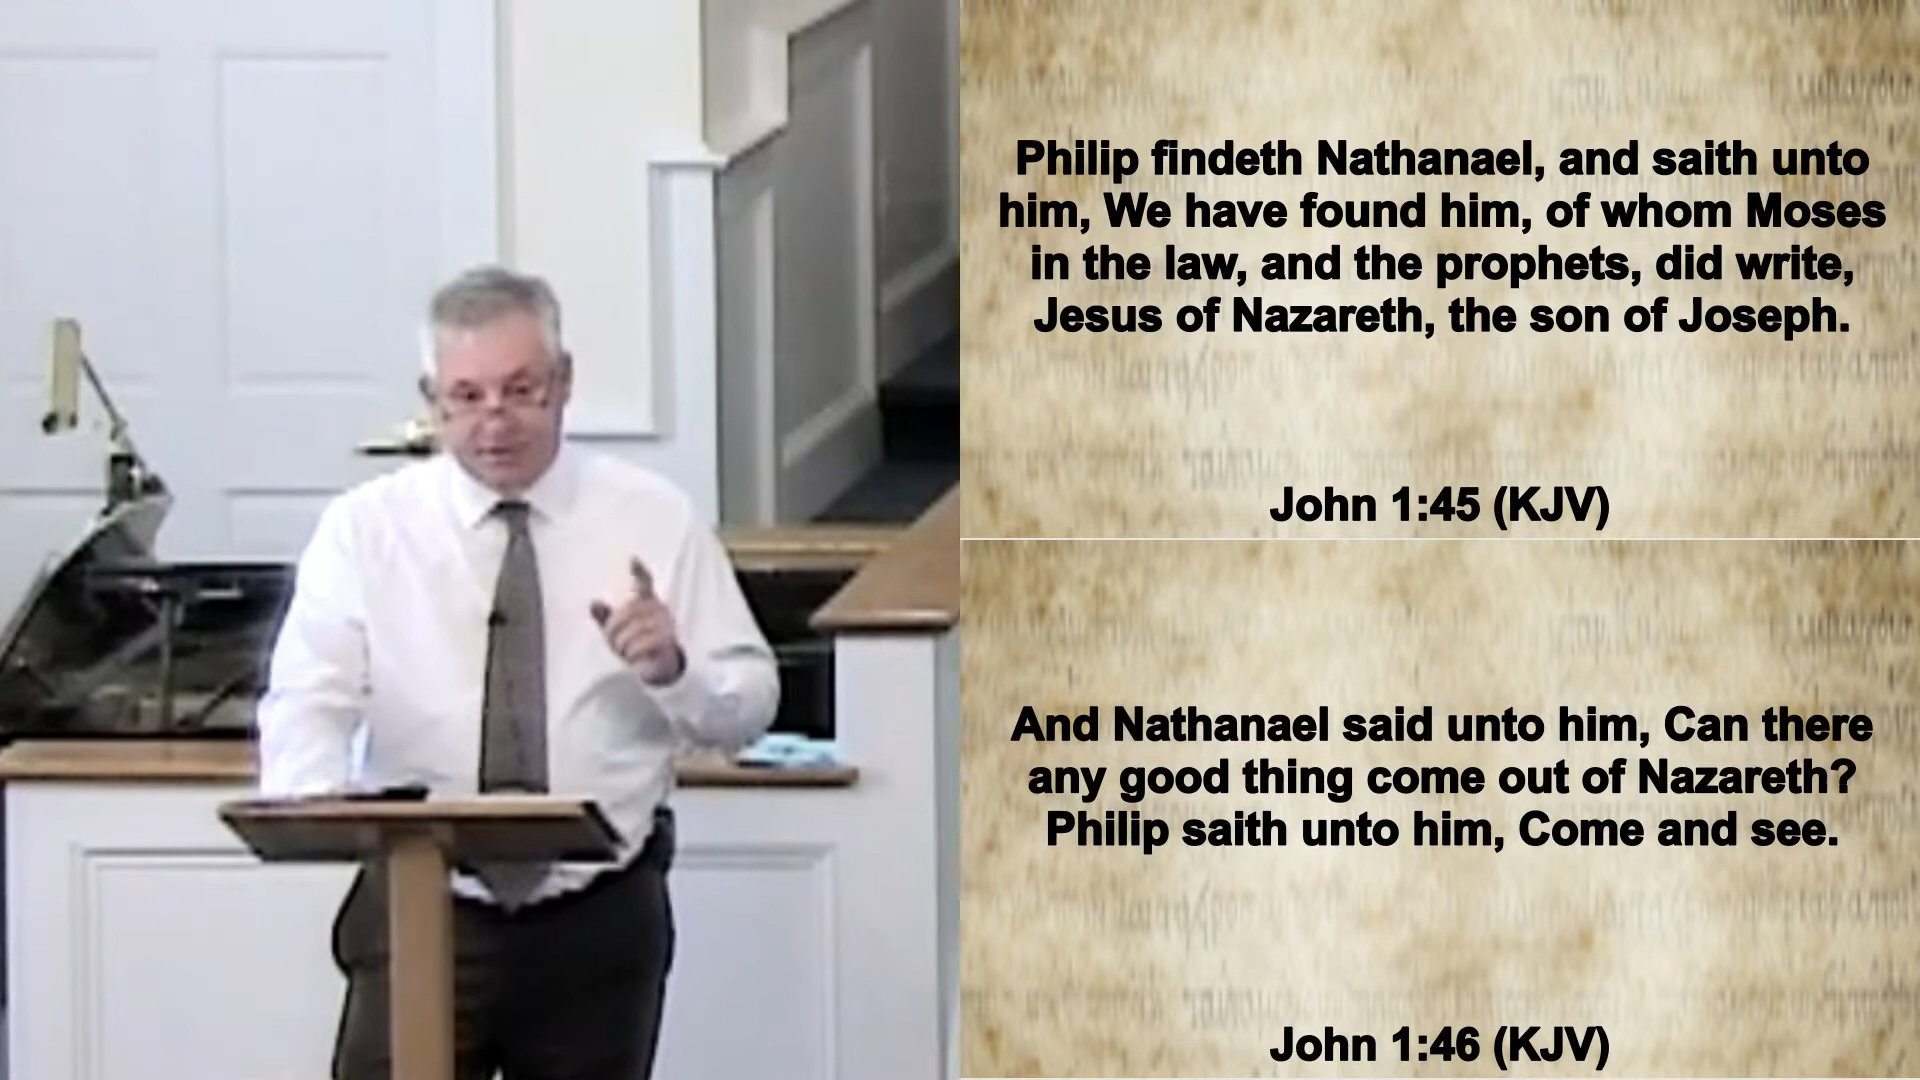 Philip findeth Nathanael, and saith unto
him, We have found him, of whom Moses
in the law, and the prophets, did write,
Jesus of Nazareth, the son of Joseph.
John 1:45 (KJV)
And Nathanael said unto him, Can there
any good thing come out of Nazareth?
Philip saith unto him, Come and see.
John 1:46 (KJV)